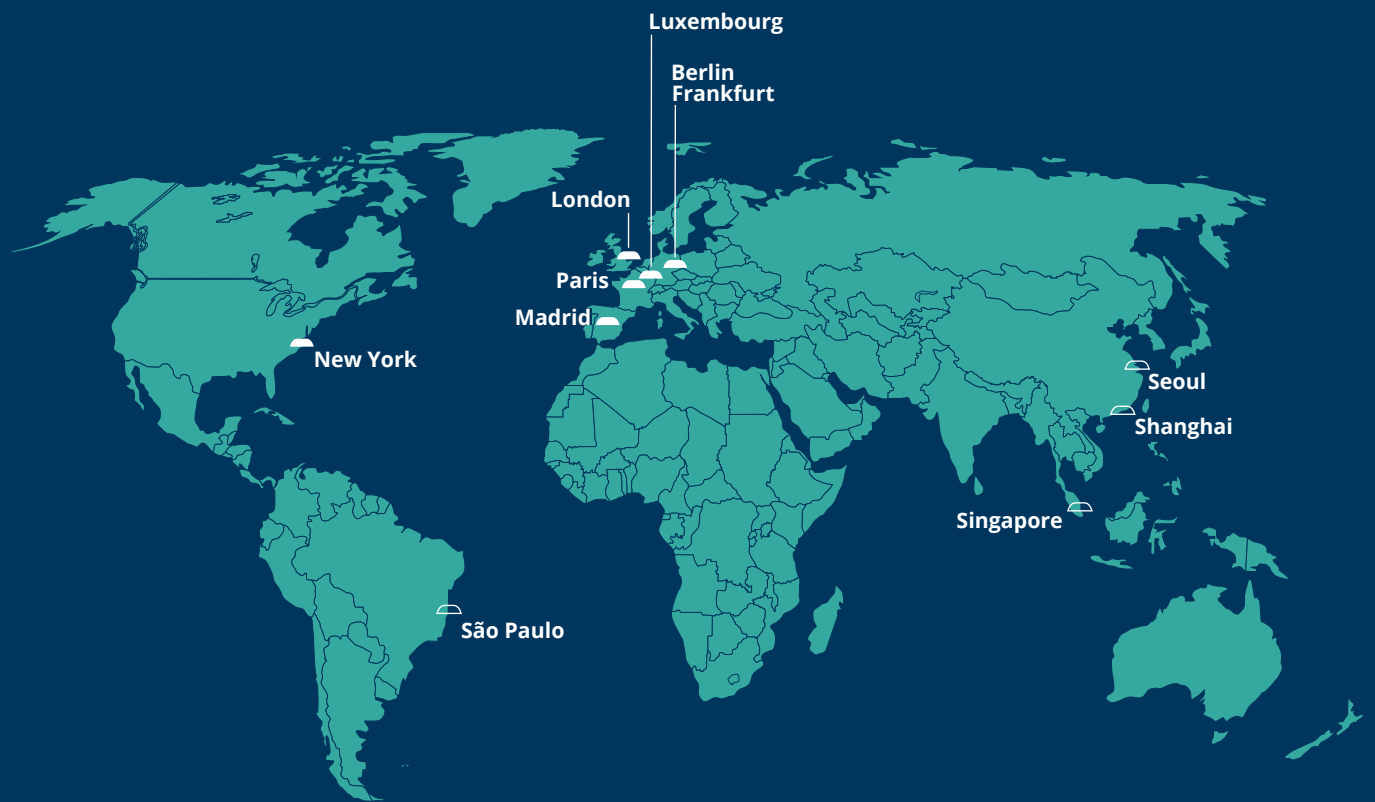 Luxembourg
Berlin
Frankfurt
London
Paris
Madrid
New York
Seoul
Shanghai
Singapore
São Paulo